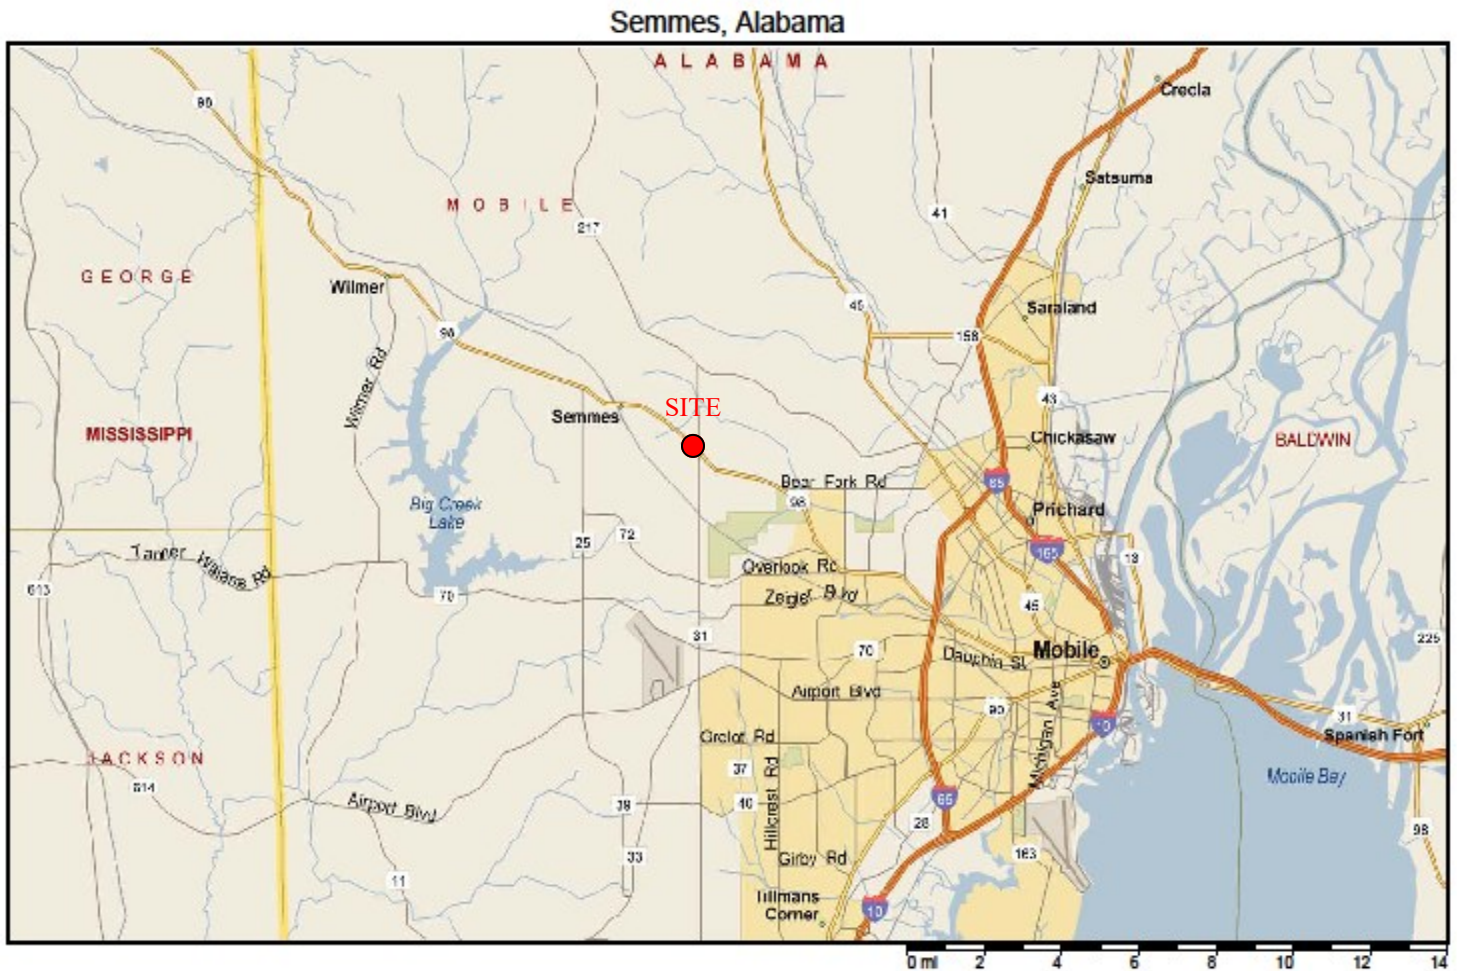 Semmes, Alabama
A L A B A M A
98
Creola
Satsuma
M O B I L E
41
217
G E O R G E
Wilmer
45
Saraland
98
158
Wilmer Rd
43
SITE
Semmes
MISSISSIPPI
Chickasaw
BALDWIN
65
Bear Fork Rd
98
Big Creek
Lake
Prichard
25
72
165
13
Tanner Williams Rd
Overlook Rd
613
70
Zeigler Blvd
45
31
225
70
Dauphin St
Mobile
Airport Blvd
90
Michigan Ave
10
31
Grelot Rd
Spanish Fort
J A C K S O N
37
Hillcrest Rd
Mobile Bay
614
65
Airport Blvd
39
40
28
98
33
Girby Rd
163
11
Tillmans
Corner
10
0 mi 2 4 6 8 10 12 14